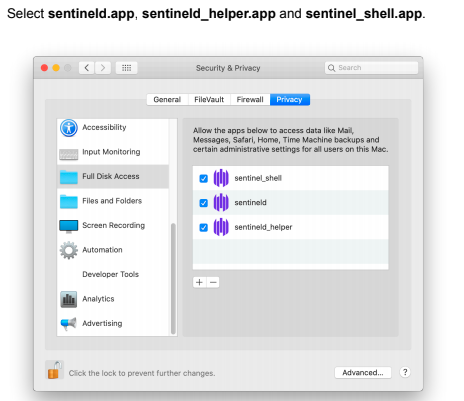 Select sentineld.app, sentineld_helper.app and sentinel_shell.app.
Security & Privacy
Search
General FileVault Firewall Privacy
Accessibility
Input Monitoring
Full Disk Access
Files and Folders
Screen Recording
Automation
Developer Tools
Analytics
Advertising
Allow the apps below to access data like Mail,
Messages, Safari, Home, Time Machine backups and
certain administrative settings for all users on this Mac.
sentinel_shell
sentineld
sentineld_helper
Click the lock to prevent further changes.
Advanced... ?